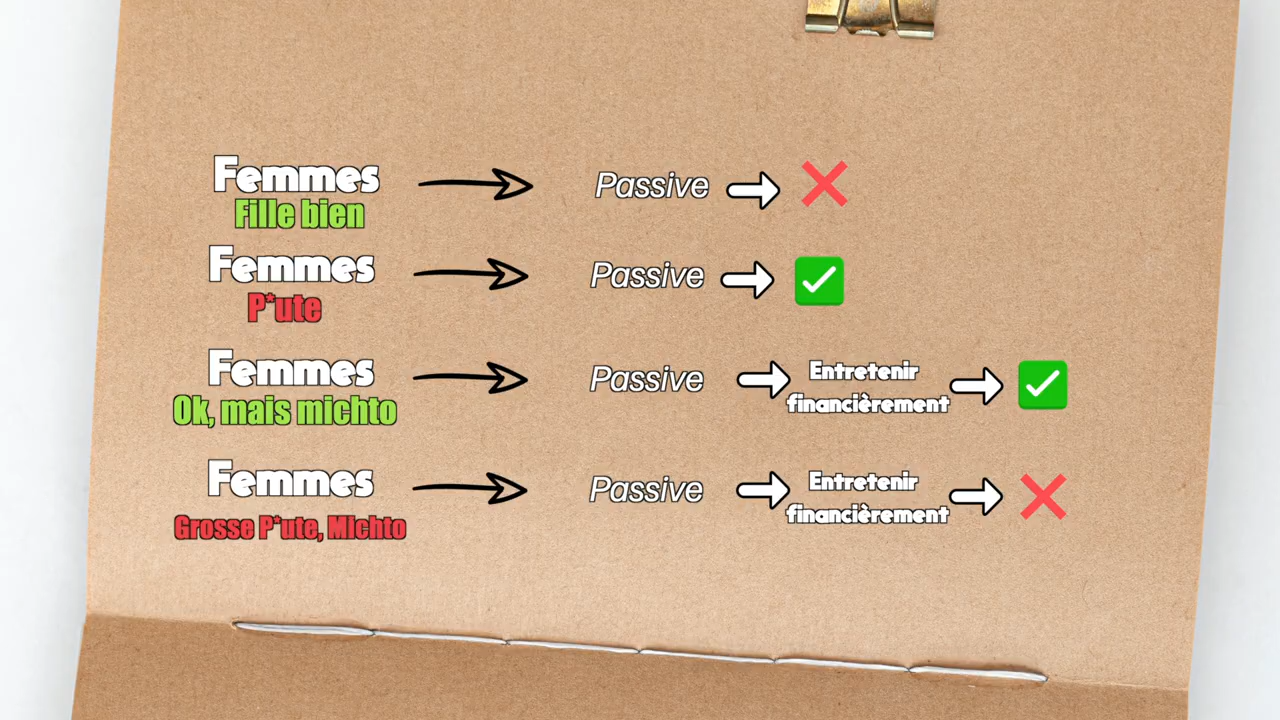 Femmes Passive
Fille bien
Femmes Passive
P*ute
Femmes Passive Entretenir
Ok, mais michto financièrement
Femmes Passive Entretenir
Grosse P*ute, Michto financièrement